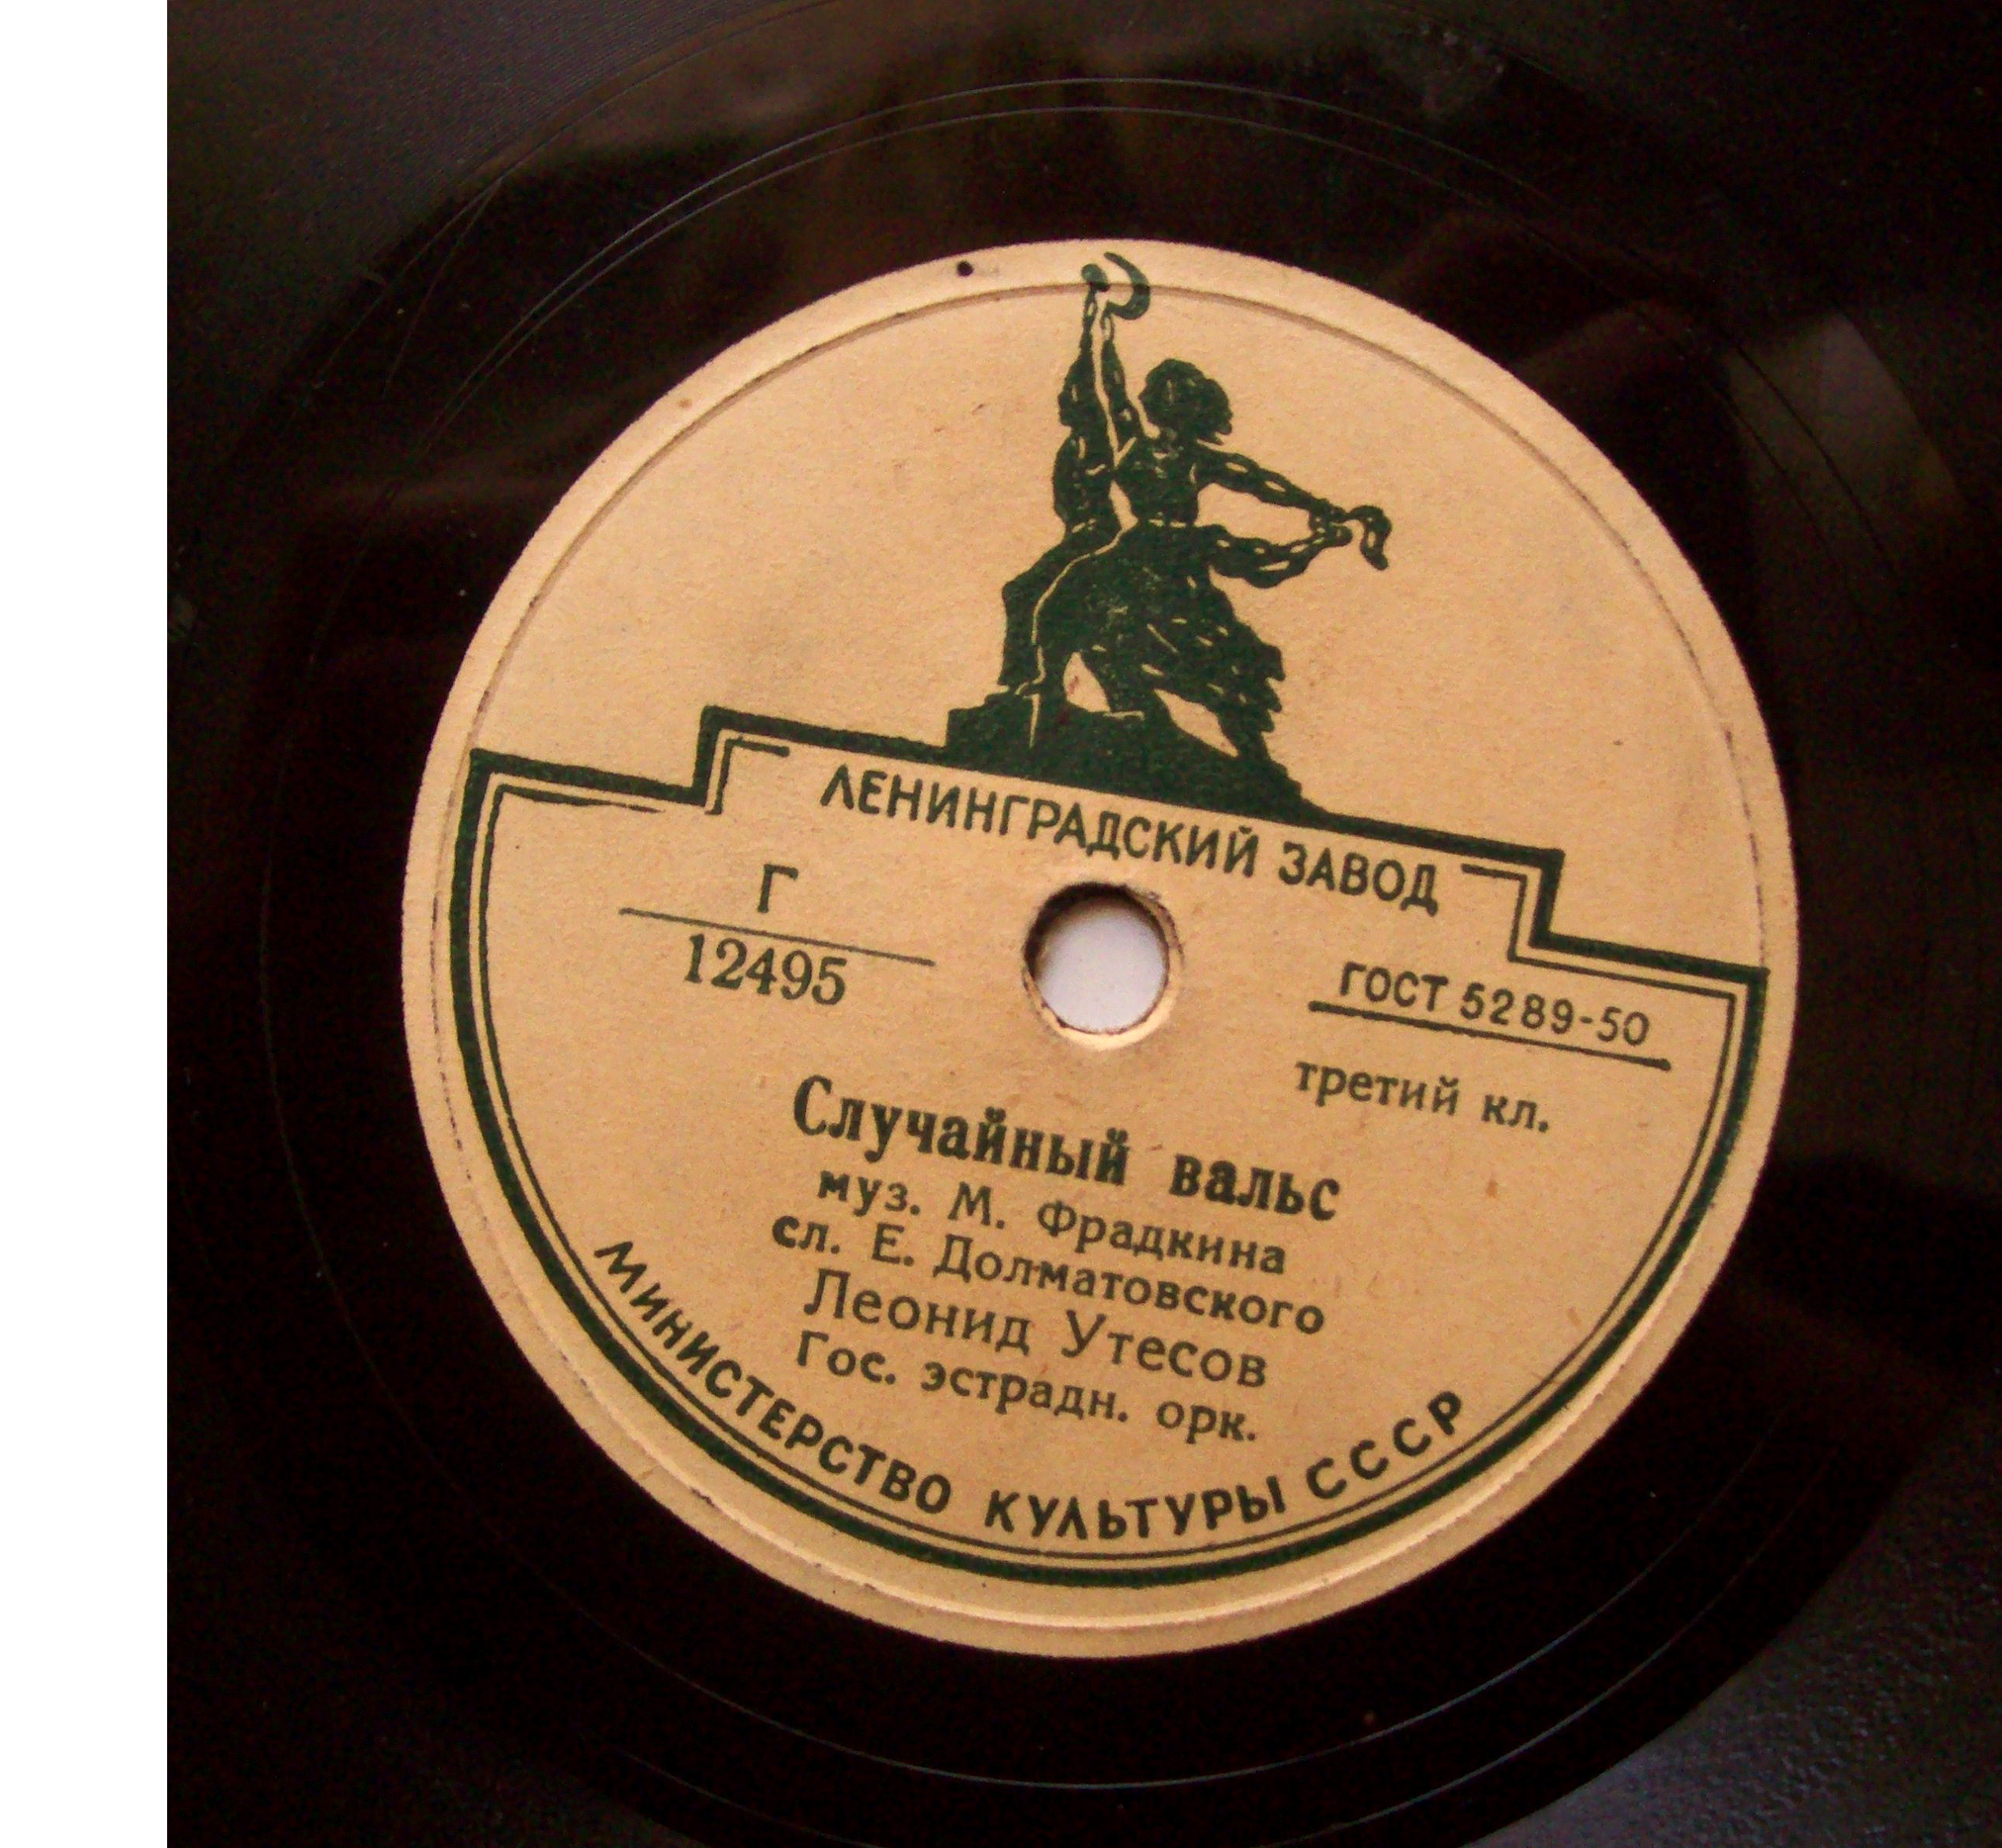 ЛЕНИНГРАДСКИЙ ЗАВОД
Г
12495
ГОСТ 5289-50
третий кл.
Случайный вальс
муз. М. Фрадкина
сл. Е. Долматовского
Леонид Утесов
Гос. эстрадн. орк.
МИНИСТЕРСТВО КУЛЬТУРЫ СССР